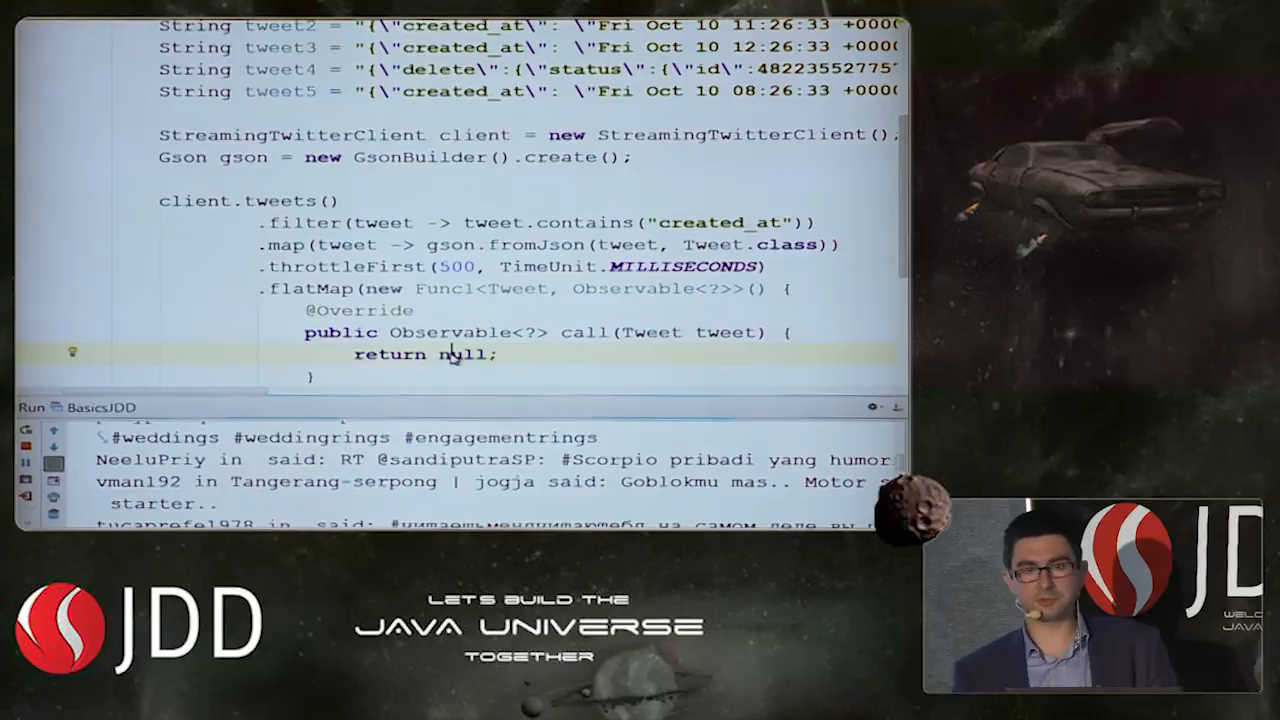 String tweet2 = "{\"created_at\": \"Fri Oct 10 11:26:33 +000
String tweet3 = "{\"created_at\": \"Fri Oct 10 12:26:33 +000
String tweet4 = "{\"delete\":{\"status\":{\"id\":48223552775
String tweet5 = "{\"created_at\": \"Fri Oct 10 08:26:33 +000
StreamingTwitterClient client = new StreamingTwitterClient();
Gson gson = new GsonBuilder().create();
client.tweets()
.filter(tweet -> tweet.contains("created_at"))
.map(tweet -> gson.fromJson(tweet, Tweet.class))
.throttleFirst(500, TimeUnit.MILLISECONDS)
.flatMap(new Func1<Tweet, Observable<?>>() {
@Override
public Observable<?> call(Tweet tweet) {
return null;
}
Run BasicsJDD
#weddings #weddingrings #engagementrings
NeeluPriy in said: RT @sandiputraSP: #Scorpio pribadi yang humor
vman192 in Tangerang-serpong | jogja said: Goblokmu mas.. Motor s
starter..
JDD
LETS BUILD THE
JAVA UNIVERSE
TOGETHER
JD
WELC
JAVA